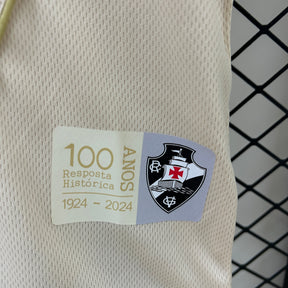 100
Resposta
Histórica
1924 - 2024
ANOS